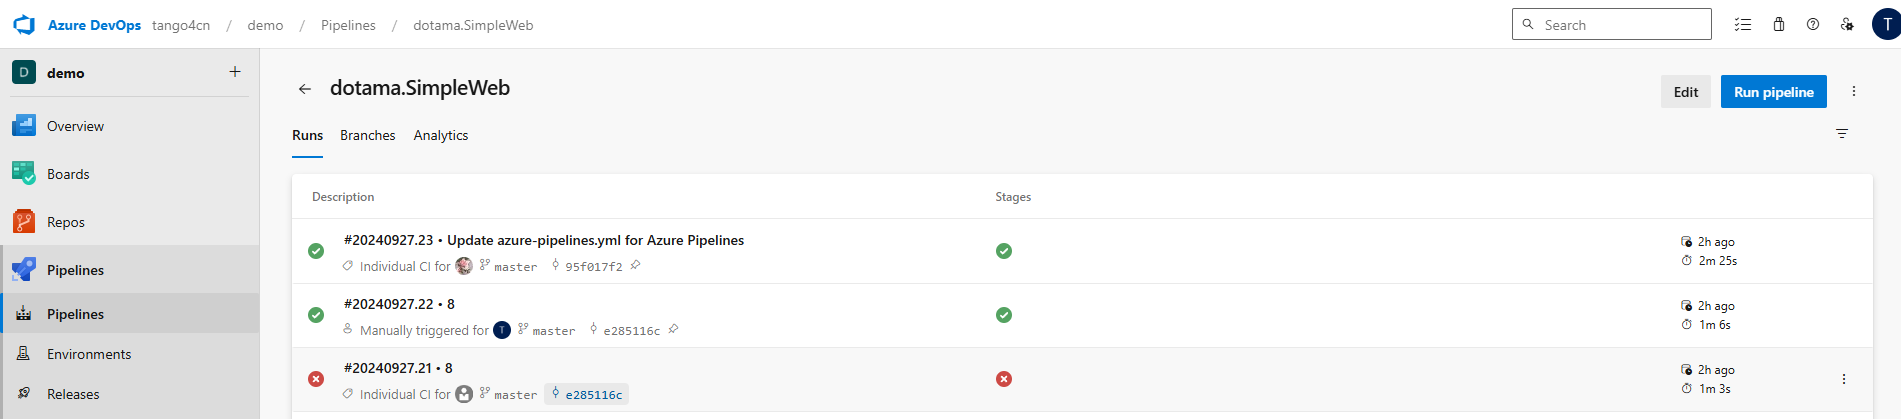 Azure DevOps tango4cn / demo / Pipelines / dotama.SimpleWeb
Search
T
D demo +
Overview
Boards
Repos
Pipelines
Pipelines
Environments
Releases
dotama.SimpleWeb
Edit
Run pipeline
Runs Branches Analytics
Description Stages
#20240927.23 • Update azure-pipelines.yml for Azure Pipelines
2h ago
Individual CI for master 95f017f2
2m 25s
#20240927.22 • 8
2h ago
Manually triggered for T master e285116c
1m 6s
#20240927.21 • 8
2h ago
Individual CI for master e285116c
1m 3s